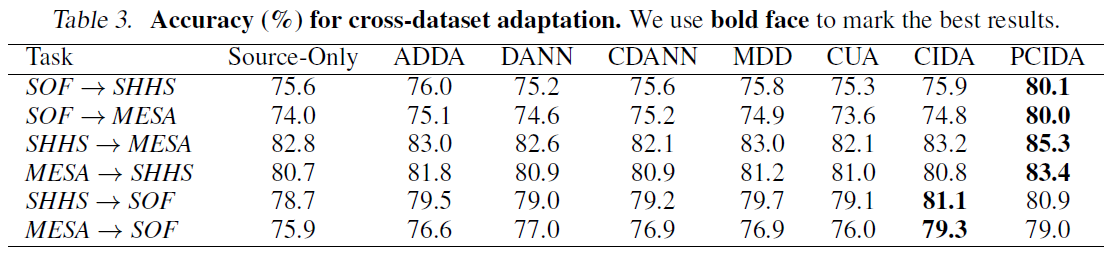 Table 3. Accuracy (%) for cross-dataset adaptation. We use bold face to mark the best results.
Task Source-Only ADDA DANN CDANN MDD CUA CIDA PCIDA
SOF → SHHS 75.6 76.0 75.2 75.6 75.8 75.3 75.9 80.1
SOF → MESA 74.0 75.1 74.6 75.2 74.9 73.6 74.8 80.0
SHHS → MESA 82.8 83.0 82.6 82.1 83.0 82.1 83.2 85.3
MESA → SHHS 80.7 81.8 80.9 80.9 81.2 81.0 80.8 83.4
SHHS → SOF 78.7 79.5 79.0 79.2 79.7 79.1 81.1 80.9
MESA → SOF 75.9 76.6 77.0 76.9 76.9 76.0 79.3 79.0